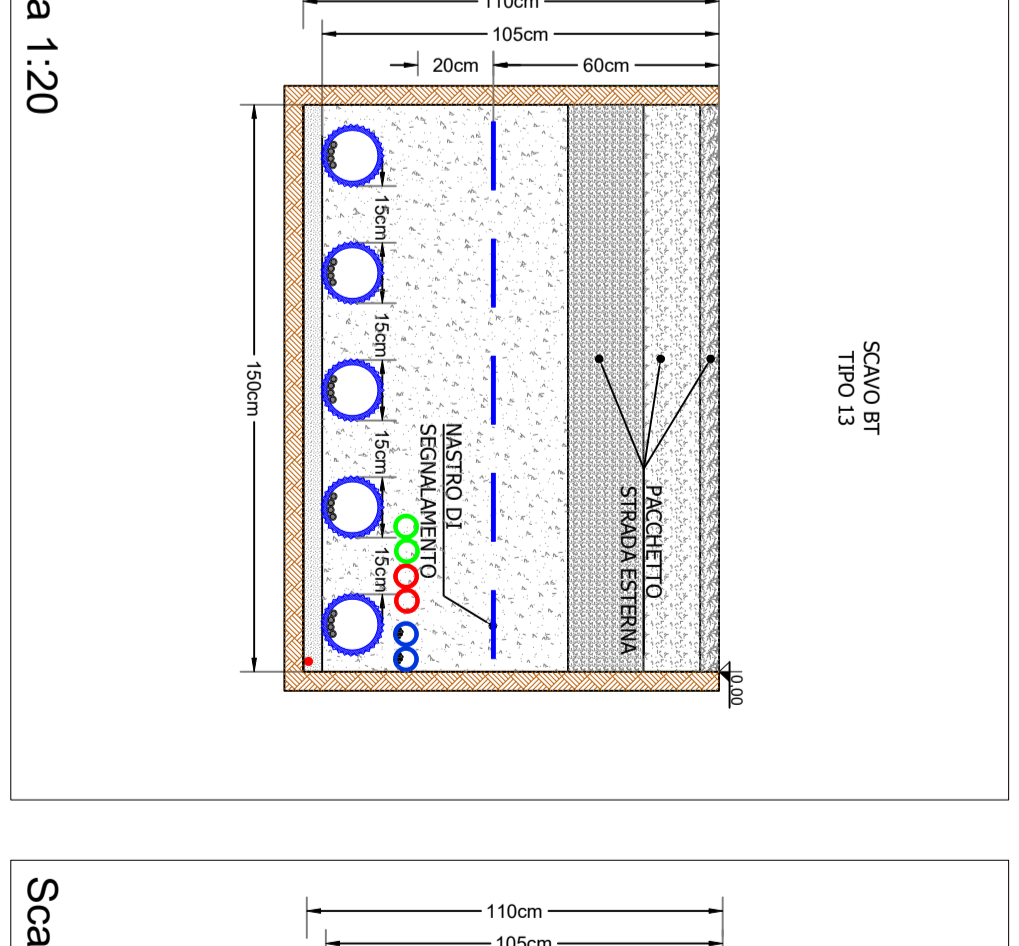 a 1:20
110cm
105cm
20cm
60cm
SCAVO BT
TIPO 13
15cm
15cm
15cm
15cm
150cm
NASTRO DI
SEGNALAMENTO
PACCHETTO
STRADA ESTERNA
0,00
Sca
110cm
105cm